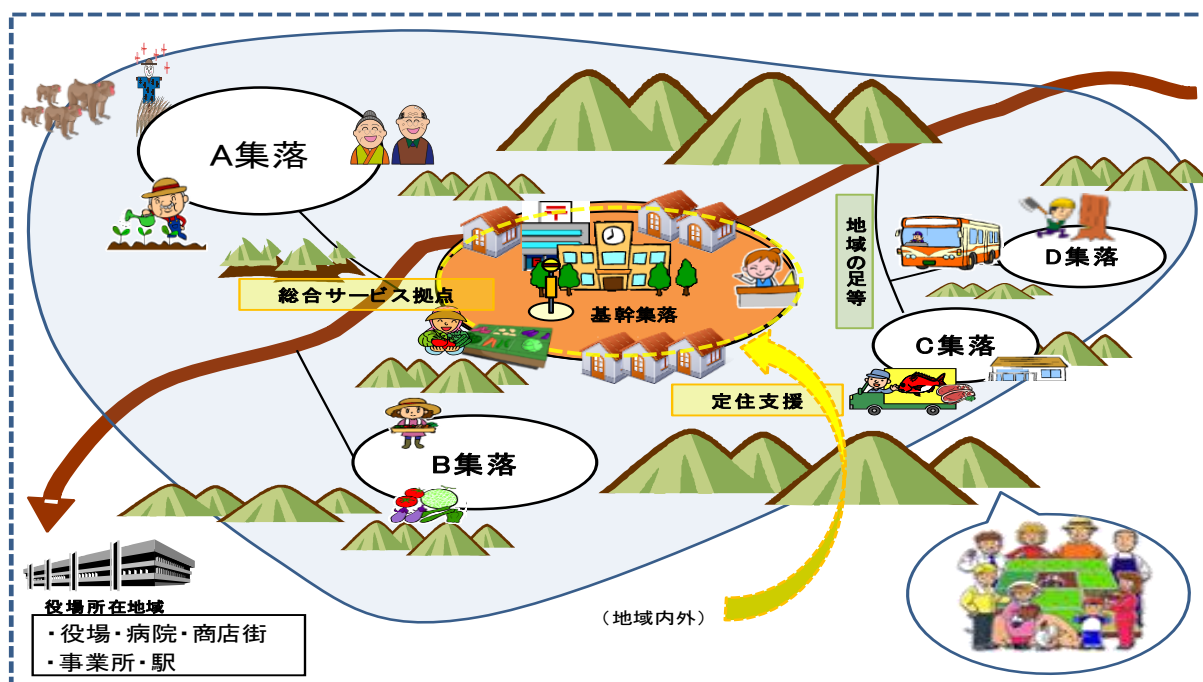 A集落
〒
地域の足等
D集落
総合サービス拠点
基幹集落
C集落
定住支援
B集落
役場所在地域
・役場・病院・商店街
・事業所・駅
（地域内外）